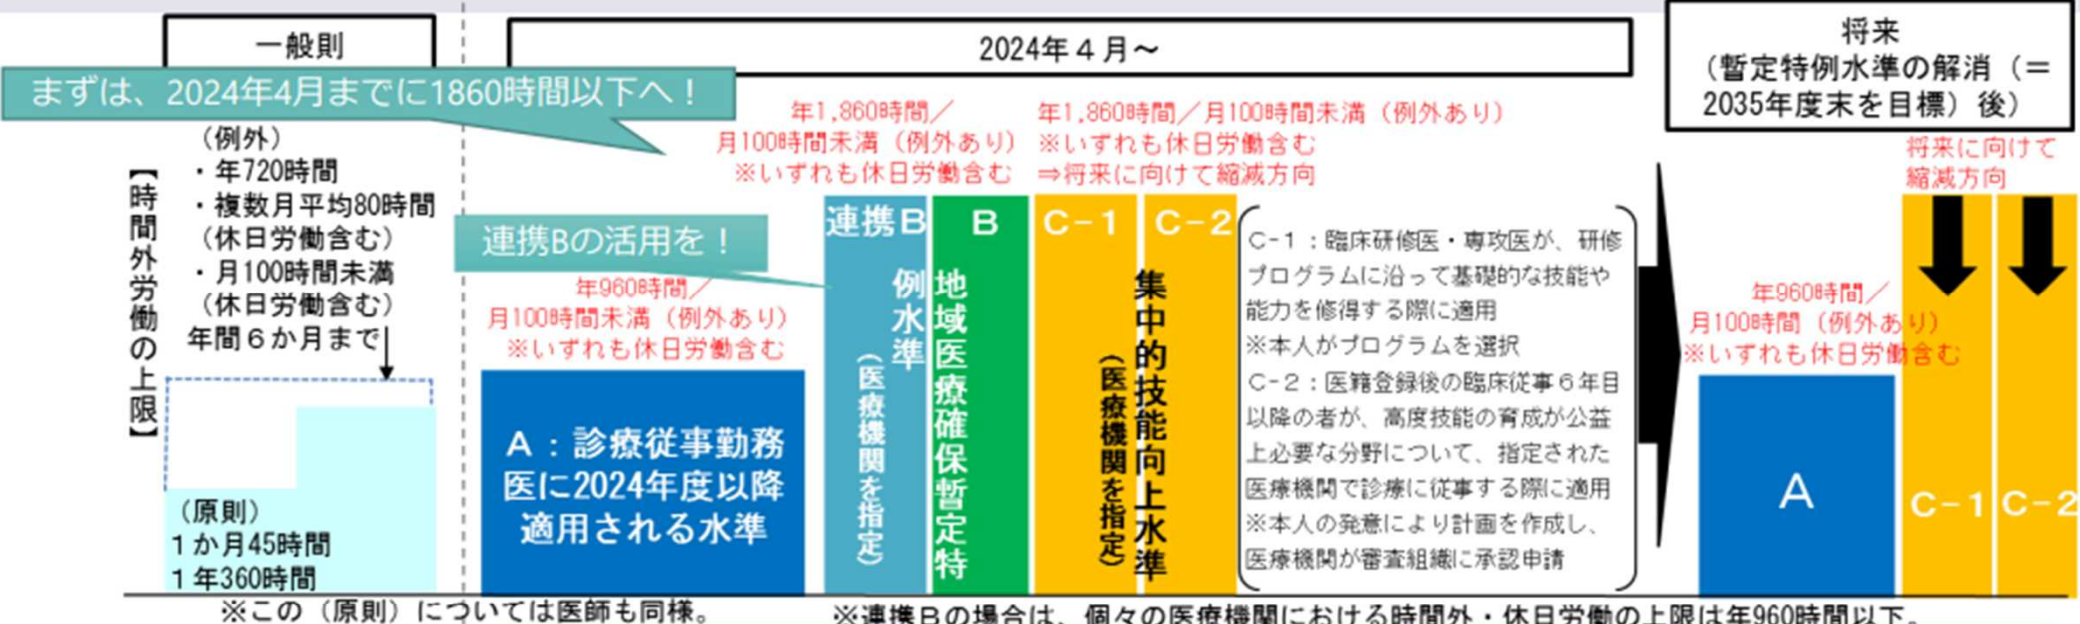 一般則
2024年4月～
将来
（暫定特例水準の解消（＝
2035年度末を目標）後）
まずは、2024年4月までに1860時間以下へ！
【時間外労働の上限】
（例外）
・年720時間
・複数月平均80時間
（休日労働含む）
・月100時間未満
（休日労働含む）
年間６か月まで
（原則）
１か月45時間
１年360時間
※この（原則）については医師も同様。
連携Bの活用を！
年960時間／
月100時間未満（例外あり）
※いずれも休日労働含む
Ａ：診療従事勤務
医に2024年度以降
適用される水準
年1,860時間／
月100時間未満（例外あり）
※いずれも休日労働含む
連携Ｂ
Ｂ
地域医療確保暫定特
例水準
（医療機関を指定）
年1,860時間／月100時間未満（例外あり）
※いずれも休日労働含む
⇒将来に向けて縮減方向
Ｃ－１
Ｃ－２
集中的技能向上水準
（医療機関を指定）
Ｃ－１：臨床研修医・専攻医が、研修
プログラムに沿って基礎的な技能や
能力を修得する際に適用
※本人がプログラムを選択
Ｃ－２：医籍登録後の臨床従事６年目
以降の者が、高度技能の育成が公益
上必要な分野について、指定された
医療機関で診療に従事する際に適用
※本人の発意により計画を作成し、
医療機関が審査組織に承認申請
※連携Ｂの場合は、個々の医療機関における時間外・休日労働の上限は年960時間以下。
将来に向けて
縮減方向
年960時間／
月100時間（例外あり）
※いずれも休日労働含む
Ａ
Ｃ－１
Ｃ－２